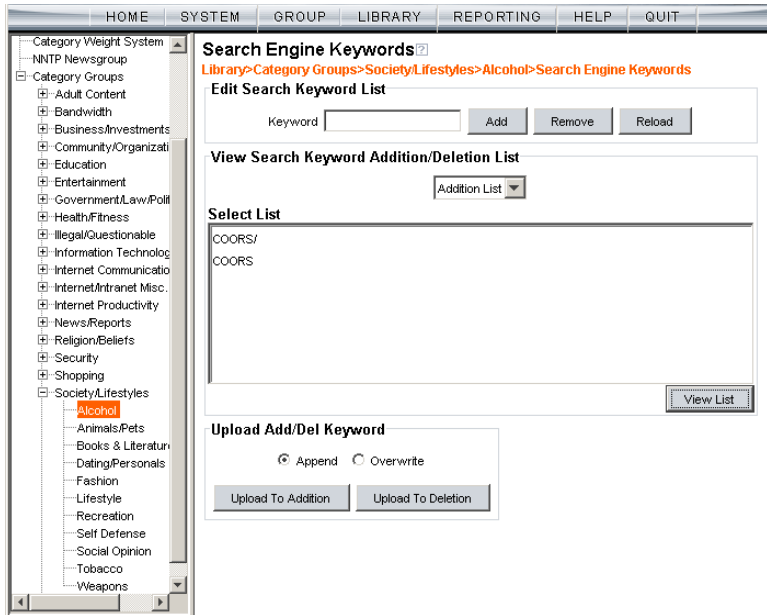 HOME SYSTEM GROUP LIBRARY REPORTING HELP QUIT
Category Weight System
NNTP Newsgroup
Category Groups
Adult Content
Bandwidth
Business/Investments
Community/Organizati
Education
Entertainment
Government/Law/Polit
Health/Fitness
Illegal/Questionable
Information Technolog
Internet Communicatio
Internet/Intranet Misc.
Internet Productivity
News/Reports
Religion/Beliefs
Security
Shopping
Society/Lifestyles
Alcohol
Animals/Pets
Books & Literature
Dating/Personals
Fashion
Lifestyle
Recreation
Self Defense
Social Opinion
Tobacco
Weapons
Search Engine Keywords?
Library>Category Groups>Society/Lifestyles>Alcohol>Search Engine Keywords
Edit Search Keyword List
Keyword Add Remove Reload
View Search Keyword Addition/Deletion List
Addition List
Select List
COORS/
COORS
View List
Upload Add/Del Keyword
Append Overwrite
Upload To Addition Upload To Deletion